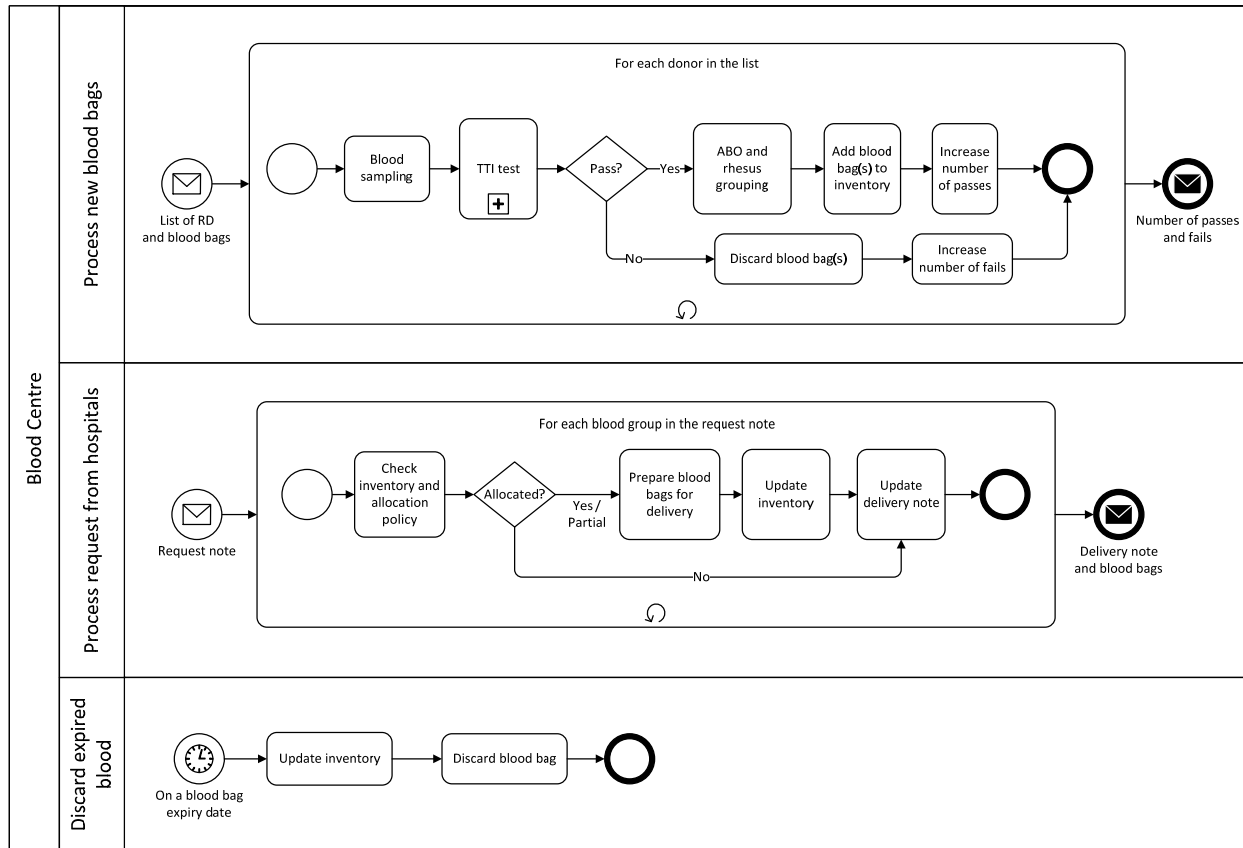 Blood Centre
Process new blood bags
For each donor in the list
List of RD
and blood bags
Blood
sampling
TTI test
Pass?
Yes
ABO and
rhesus
grouping
Add blood
bag(s) to
inventory
Increase
number
of passes
No
Discard blood bag(s)
Increase
number of fails
Number of passes
and fails
Process request from hospitals
For each blood group in the request note
Request note
Check
inventory and
allocation
policy
Allocated?
Yes /
Partial
Prepare blood
bags for
delivery
Update
inventory
Update
delivery note
No
Delivery note
and blood bags
Discard expired
blood
On a blood bag
expiry date
Update inventory
Discard blood bag